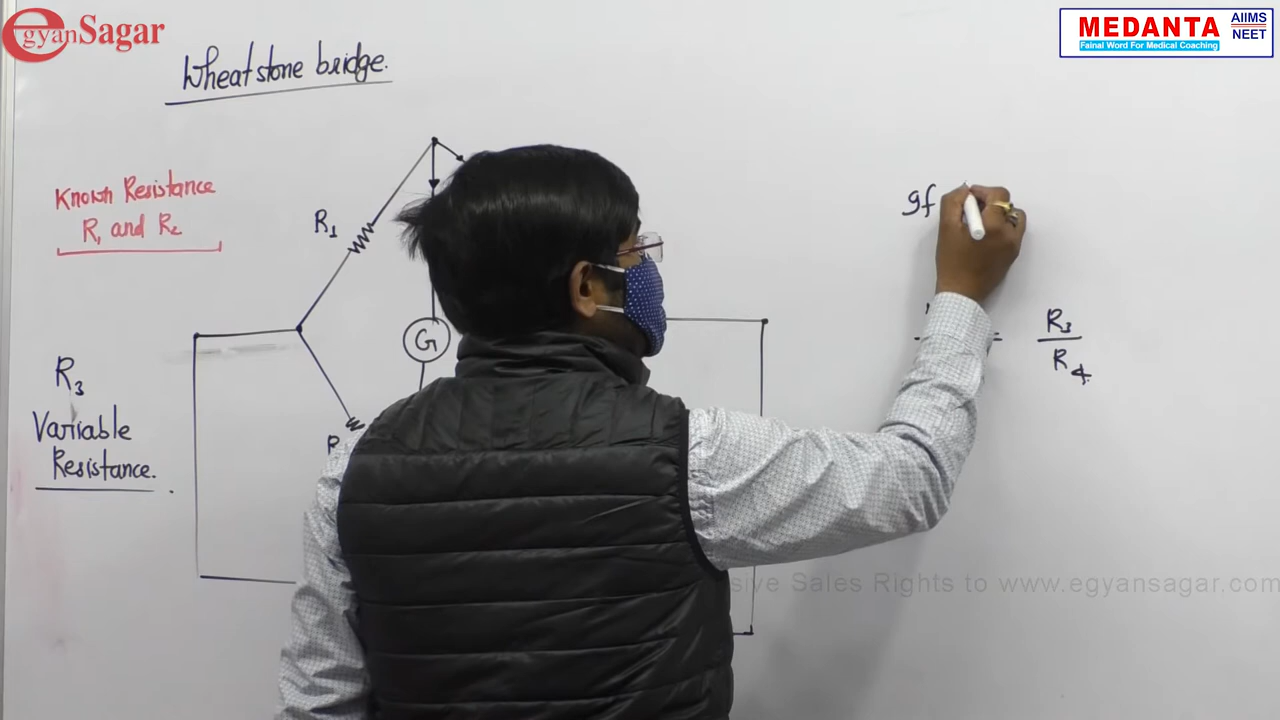 egyanSagar
MEDANTA
AIIMS
NEET
Fainal Word For Medical Coaching
Wheatstone bridge.
Known Resistance
R1 and R2
R1
G
R3
Variable
Resistance.
If
R3
R4
=
Sales Rights to www.egyansagar.com